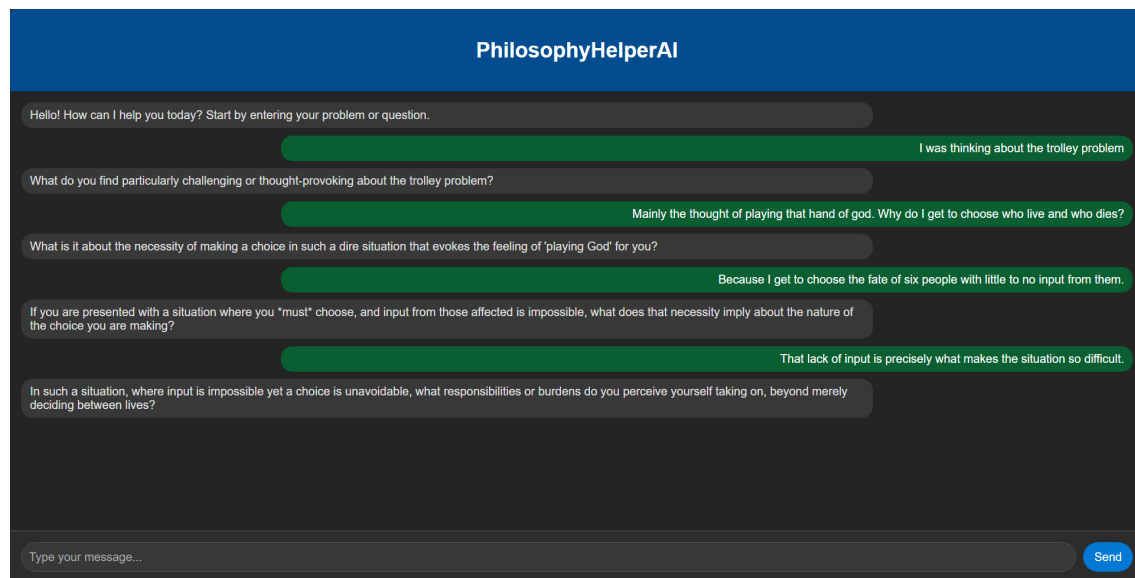 PhilosophyHelperAI
Hello! How can I help you today? Start by entering your problem or question.
I was thinking about the trolley problem
What do you find particularly challenging or thought-provoking about the trolley problem?
Mainly the thought of playing that hand of god. Why do I get to choose who live and who dies?
What is it about the necessity of making a choice in such a dire situation that evokes the feeling of 'playing God' for you?
Because I get to choose the fate of six people with little to no input from them.
If you are presented with a situation where you *must* choose, and input from those affected is impossible, what does that necessity imply about the nature of
the choice you are making?
That lack of input is precisely what makes the situation so difficult.
In such a situation, where input is impossible yet a choice is unavoidable, what responsibilities or burdens do you perceive yourself taking on, beyond merely
deciding between lives?
Type your message...
Send